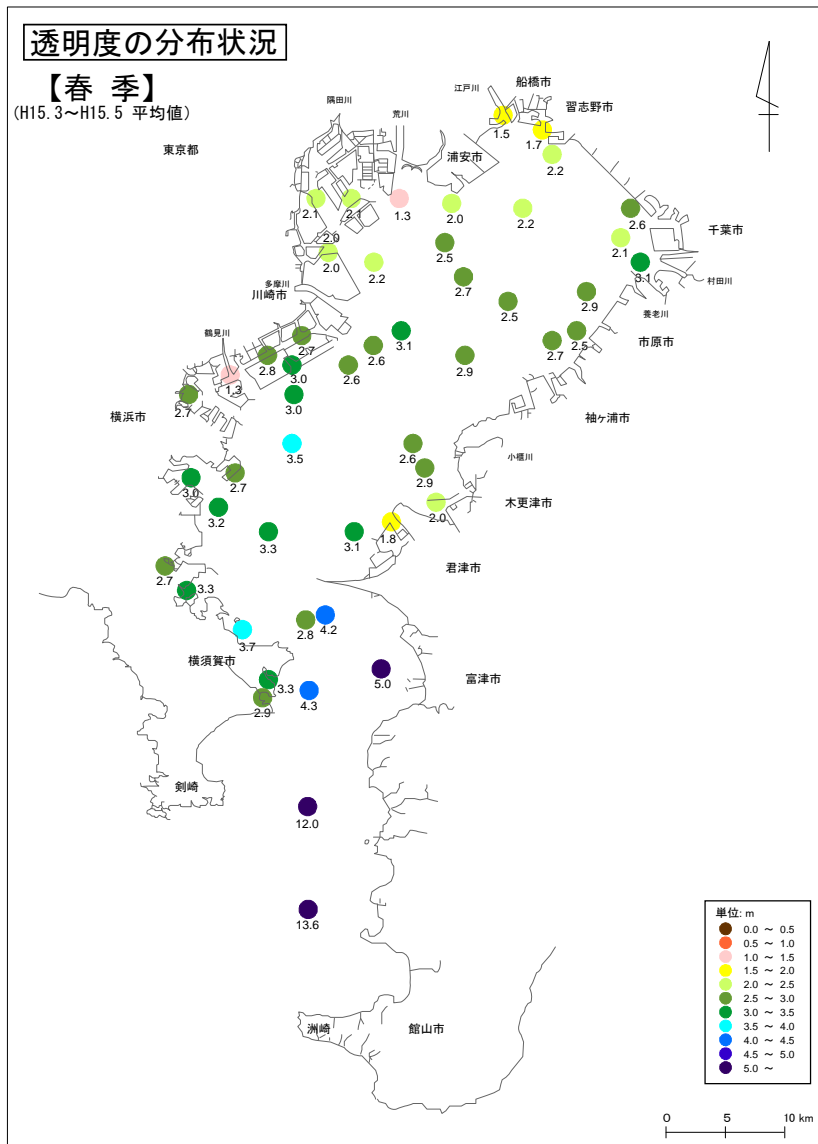 透明度の分布状況
【春 季】
(H15.3～H15.5 平均値)
東京都
隅田川
荒川
江戸川
船橋市
習志野市
浦安市
1.5
1.7
2.2
2.1
2.1
1.3
2.0
2.2
2.6
千葉市
2.1
2.0
2.0
2.2
2.5
3.1
村田川
多摩川
川崎市
2.7
2.9
養老川
2.5
鶴見川
2.7
3.1
2.5
市原市
2.6
2.7
2.8
3.0
2.6
2.9
1.3
2.7
3.0
横浜市
袖ヶ浦市
3.5
2.6
小櫃川
2.7
2.9
3.0
木更津市
2.0
3.2
1.8
3.3
3.1
君津市
2.7
3.3
4.2
2.8
3.7
横須賀市
5.0
富津市
3.3
4.3
2.9
剣崎
12.0
13.6
洲崎
館山市
単位: m
0.0 ～ 0.5
0.5 ～ 1.0
1.0 ～ 1.5
1.5 ～ 2.0
2.0 ～ 2.5
2.5 ～ 3.0
3.0 ～ 3.5
3.5 ～ 4.0
4.0 ～ 4.5
4.5 ～ 5.0
5.0 ～
0 5 10 km